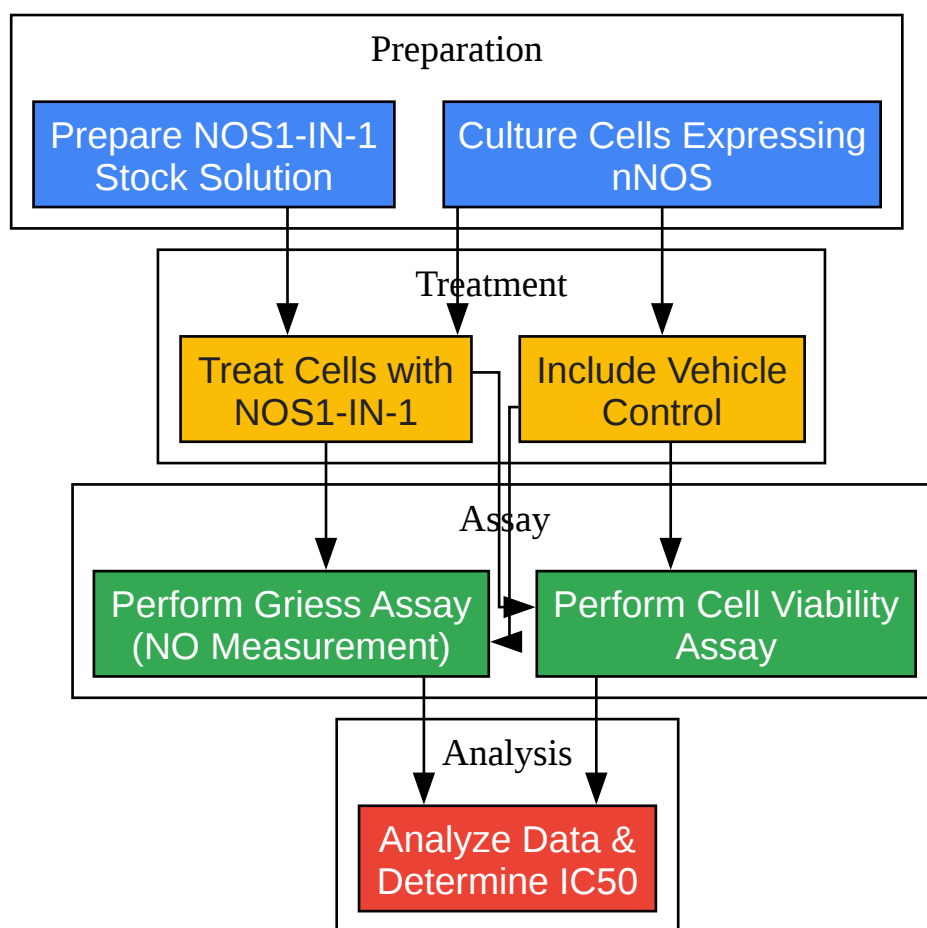 Preparation
Prepare NOS1-IN-1
Stock Solution
Culture Cells Expressing
nNOS
Treatment
Treat Cells with
NOS1-IN-1
Include Vehicle
Control
Assay
Perform Griess Assay
(NO Measurement)
Perform Cell Viability
Assay
Analysis
Analyze Data &
Determine IC50